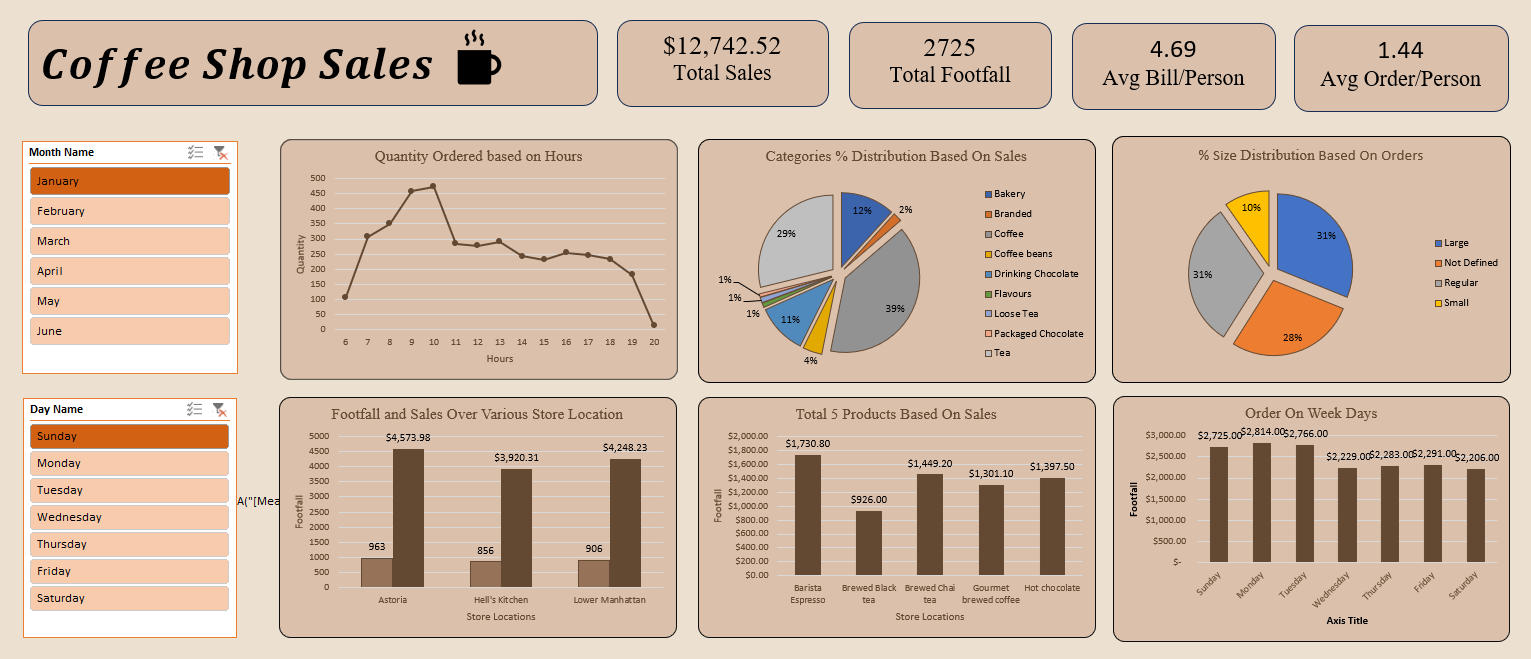 Coffee Shop Sales
$12,742.52
Total Sales
2725
Total Footfall
4.69
Avg Bill/Person
1.44
Avg Order/Person
Month Name
January
February
March
April
May
June
Quantity Ordered based on Hours
500
450
400
350
300
250
200
150
100
50
0
Quantity
6 7 8 9 10 11 12 13 14 15 16 17 18 19 20
Hours
Categories % Distribution Based On Sales
12%
2%
39%
4%
11%
1%
1%
1%
29%
Bakery
Branded
Coffee
Coffee beans
Drinking Chocolate
Flavours
Loose Tea
Packaged Chocolate
Tea
% Size Distribution Based On Orders
31%
28%
31%
10%
Large
Not Defined
Regular
Small
Day Name
Sunday
Monday
Tuesday
Wednesday
Thursday
Friday
Saturday
A("[Mea
Footfall and Sales Over Various Store Location
5000
4500
4000
3500
3000
2500
2000
1500
1000
500
0
Footfall
963
$4,573.98
856
$3,920.31
906
$4,248.23
Astoria
Hell's Kitchen
Lower Manhattan
Store Locations
Total 5 Products Based On Sales
$2,000.00
$1,800.00
$1,600.00
$1,400.00
$1,200.00
$1,000.00
$800.00
$600.00
$400.00
$200.00
$0.00
Footfall
$1,730.80
$926.00
$1,449.20
$1,301.10
$1,397.50
Barista
Espresso
Brewed Black
tea
Brewed Chai
tea
Gourmet
brewed coffee
Hot chocolate
Store Locations
Order On Week Days
$3,000.00
$2,500.00
$2,000.00
$1,500.00
$1,000.00
$500.00
$-
Footfall
$2,725.00
$2,814.00
$2,766.00
$2,229.00
$2,283.00
$2,291.00
$2,206.00
Sunday
Monday
Tuesday
Wednesday
Thursday
Friday
Saturday
Axis Title